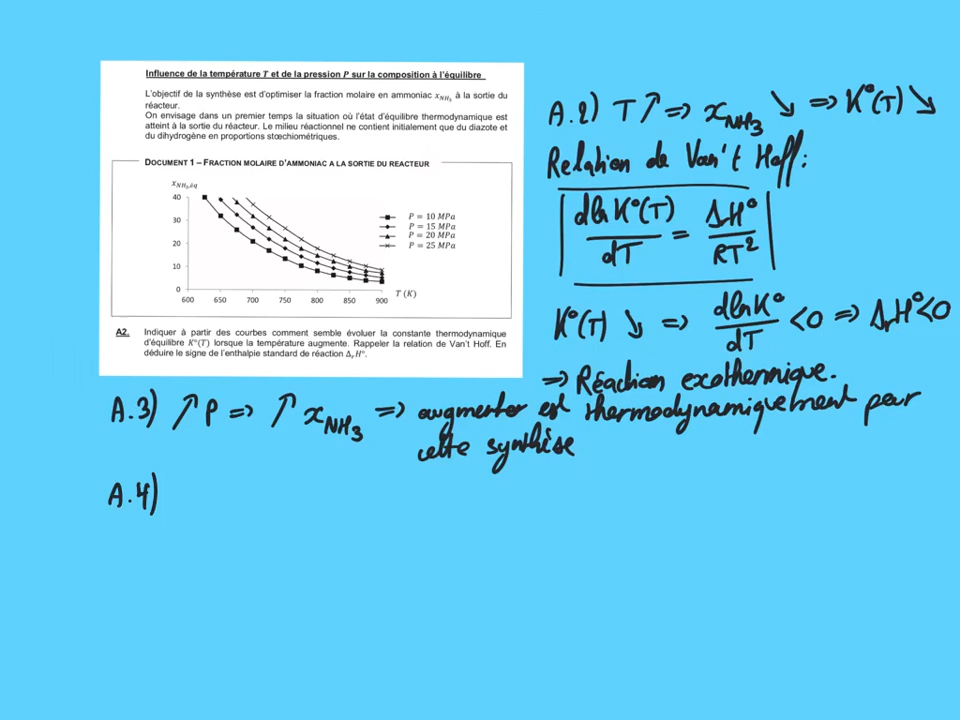 Influence de la température T et de la pression P sur la composition à l'équilibre
L'objectif de la synthèse est d'optimiser la fraction molaire en ammoniac x_NH₃ à la sortie du
réacteur.
On envisage dans un premier temps la situation où l'état d'équilibre thermodynamique est
atteint à la sortie du réacteur. Le milieu réactionnel ne contient initialement que du diazote et
du dihydrogène en proportions stœchiométriques.
DOCUMENT 1 – FRACTION MOLAIRE D'AMMONIAC A LA SORTIE DU REACTEUR
x_NH₃,éq
40
30
20
10
0
600 650 700 750 800 850 900
T (K)
P = 10 MPa
P = 15 MPa
P = 20 MPa
P = 25 MPa
A2. Indiquer à partir des courbes comment semble évoluer la constante thermodynamique
d'équilibre K°(T) lorsque la température augmente. Rappeler la relation de Van't Hoff. En
déduire le signe de l'enthalpie standard de réaction ΔᵣH°.
A.2) T ↗ => x_NH3 ↘ => K°(T) ↘
Relation de Van't Hoff:
dln K°(T)/dT = ΔᵣH°/RT²
K°(T) ↘ => dlnK°/dT <0 => ΔᵣH°<0
=> Réaction exothermique.
A.3) ↗ P => ↗ x_NH3 => augmenter est thermodynamiquement pour
cette synthèse
A.4)